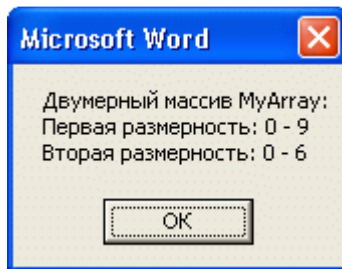 Microsoft Word
Двумерный массив MyArray:
Первая размерность: 0 - 9
Вторая размерность: 0 - 6
OK